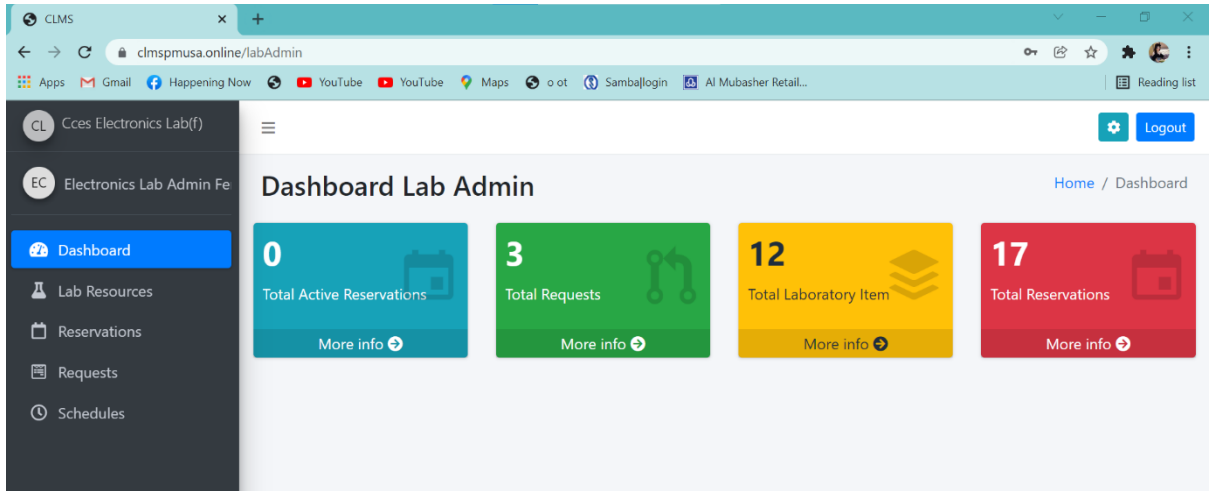 CLMS
clmspmusa.online/labAdmin
Apps Gmail Happening Now YouTube YouTube Maps o ot Samba|login Al Mubasher Retail... Reading list
CL Cces Electronics Lab(f)
Logout
EC Electronics Lab Admin Fe
Dashboard Lab Admin
Home / Dashboard
Dashboard
Lab Resources
Reservations
Requests
Schedules
0
Total Active Reservations
More info
3
Total Requests
More info
12
Total Laboratory Item
More info
17
Total Reservations
More info